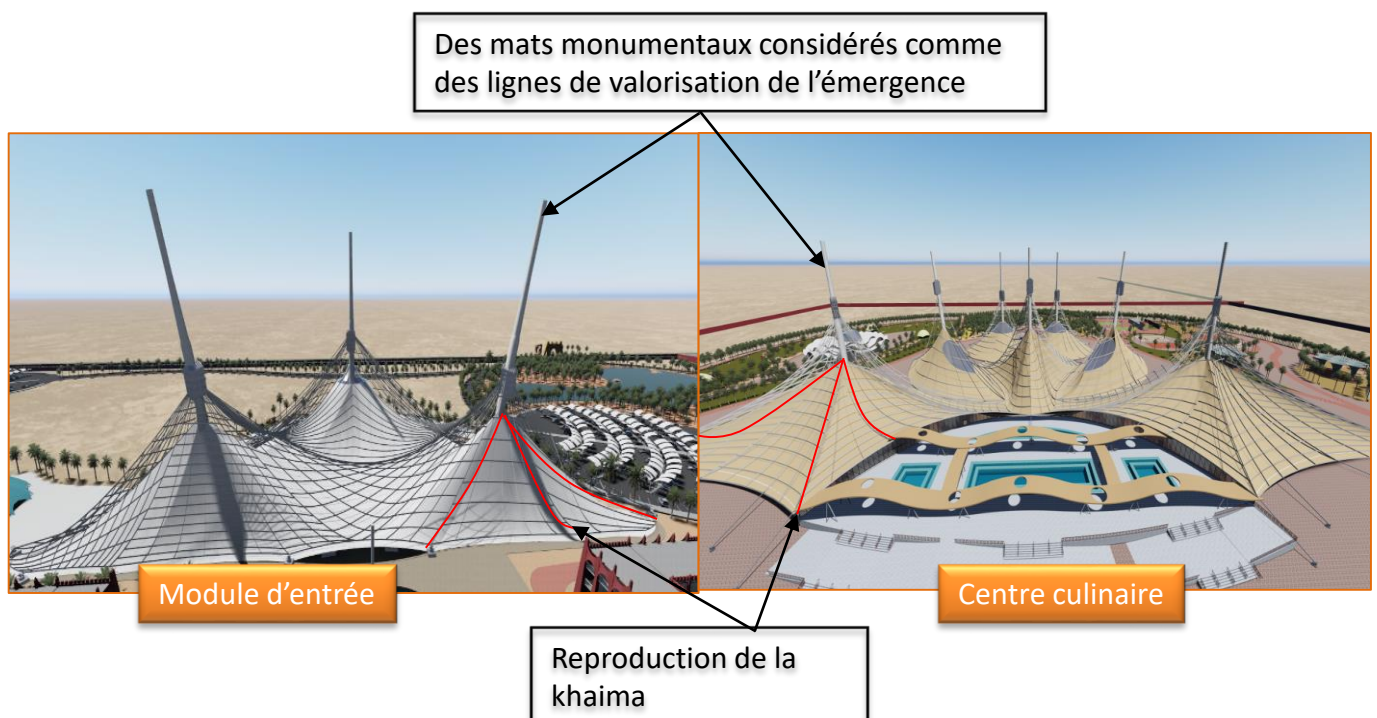 Des mats monumentaux considérés comme
des lignes de valorisation de l’émergence
Module d’entrée
Centre culinaire
Reproduction de la
khaima